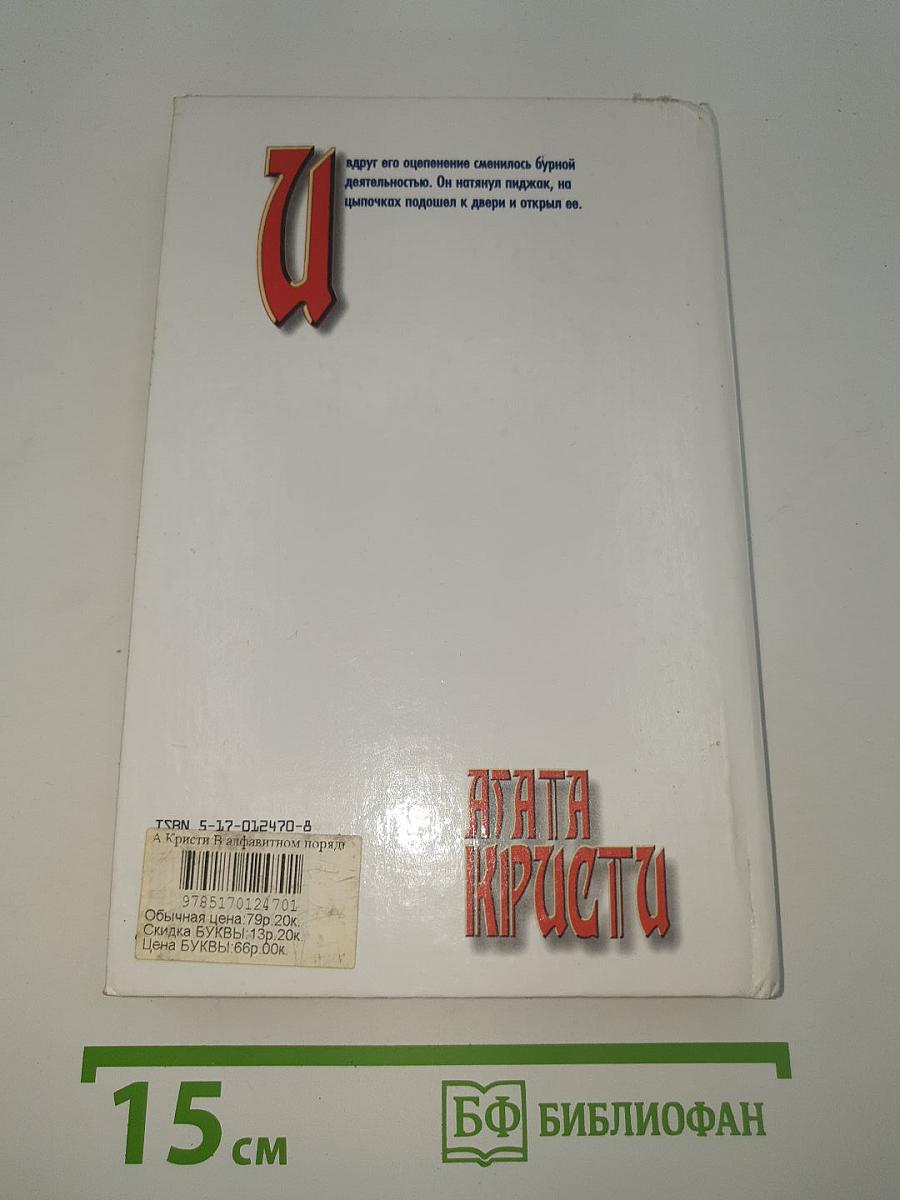 И вдруг его оцепенение сменилось бурной
деятельностью. Он натянул пиджак, на
цыпочках подошел к двери и открыл ее.
АГАТА
КРИСТИ
ISBN 5-17-012470-8
А Кристи В алфавитном поряд
9785170124701
Обычная цена:79р.20к.
Скидка БУКВЫ:13р.20к.
Цена БУКВЫ:66р.00к.
15 см
БФ БИБЛИОФАН